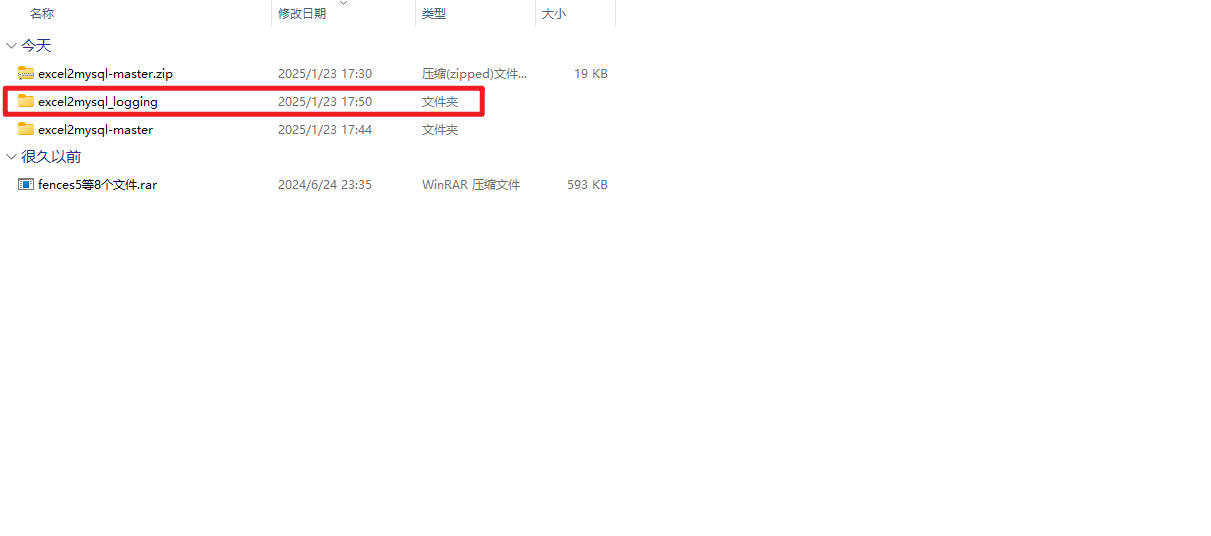 名称 修改日期 类型 大小
今天
excel2mysql-master.zip 2025/1/23 17:30 压缩(zipped)文件... 19 KB
excel2mysql_logging 2025/1/23 17:50 文件夹
excel2mysql-master 2025/1/23 17:44 文件夹
很久以前
fences5等8个文件.rar 2024/6/24 23:35 WinRAR 压缩文件 593 KB